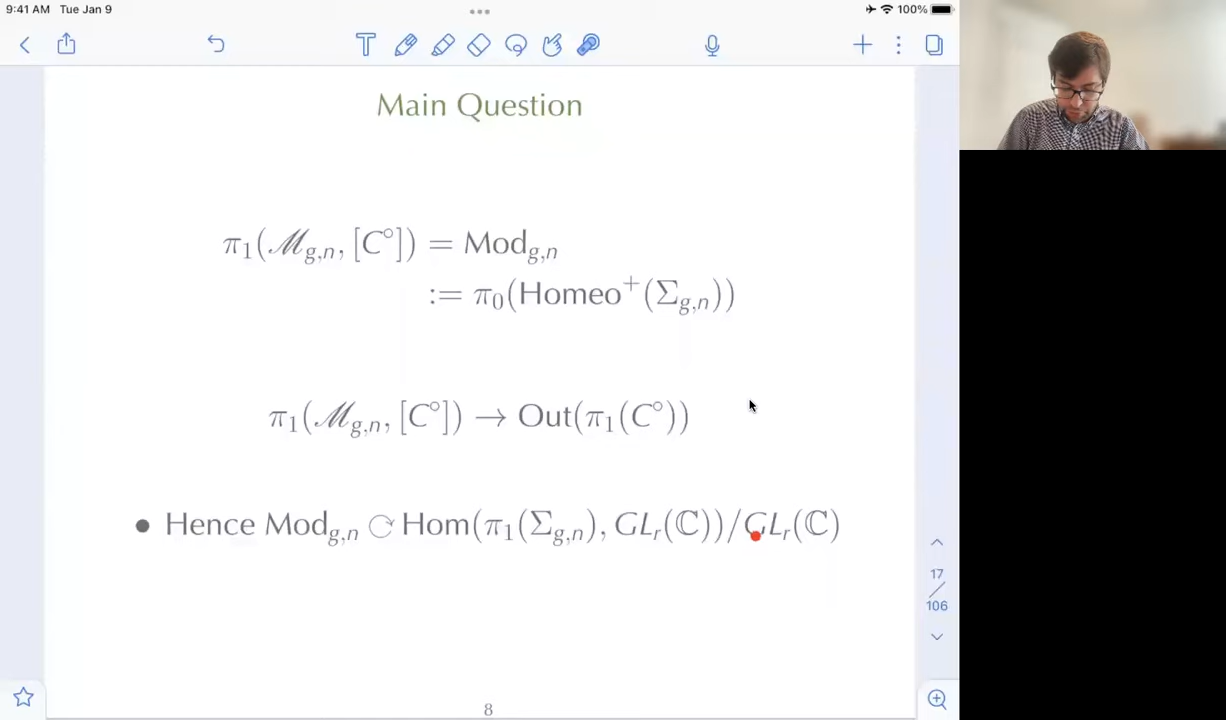 9:41 AM Tue Jan 9
100%
Main Question
π₁(ℳ_{g,n}, [C°]) = Mod_{g,n}
:= π₀(Homeo⁺(Σ_{g,n}))
π₁(ℳ_{g,n}, [C°]) → Out(π₁(C°))
• Hence Mod_{g,n} ⟳ Hom(π₁(Σ_{g,n}), GL_r(ℂ))/GL_r(ℂ)
17
/
106
8